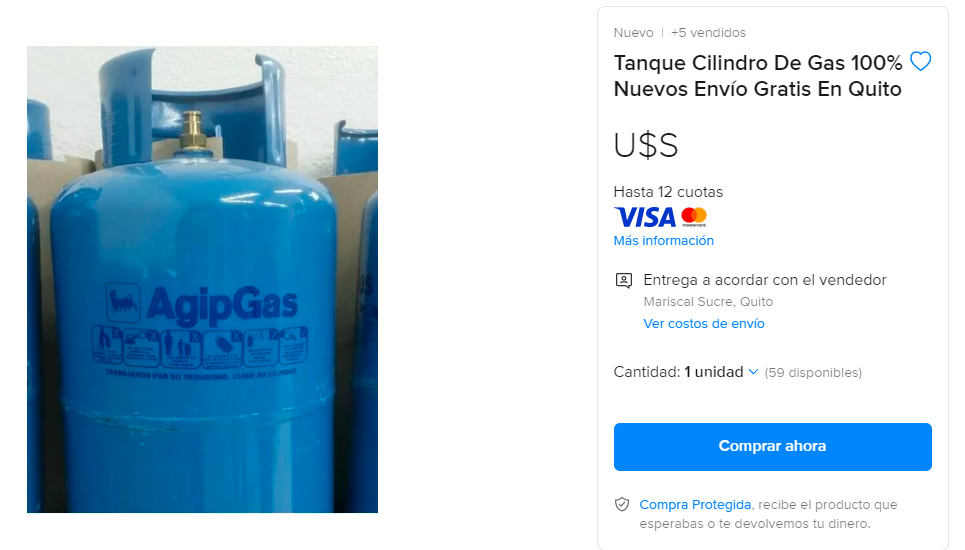 Nuevo | +5 vendidos
Tanque Cilindro De Gas 100%
Nuevos Envío Gratis En Quito
U$S
Hasta 12 cuotas
VISA mastercard
Más información
Entrega a acordar con el vendedor
Mariscal Sucre, Quito
Ver costos de envío
Cantidad: 1 unidad (59 disponibles)
Comprar ahora
Compra Protegida, recibe el producto que
esperabas o te devolvemos tu dinero.
AgipGas
TRABAJAMOS POR SU SEGURIDAD, CUIDE SU CILINDRO